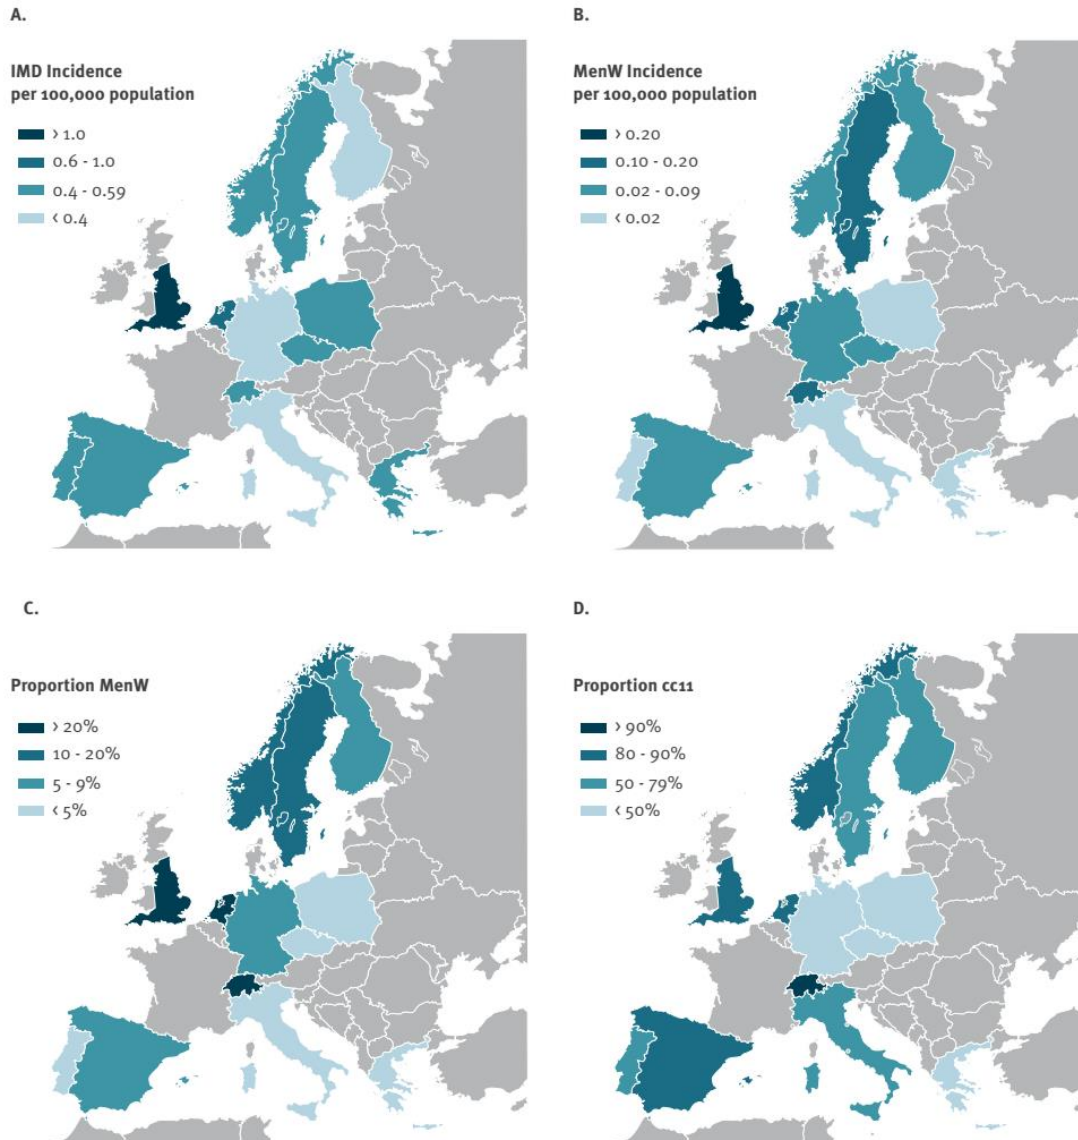 A.
IMD Incidence
per 100,000 population
> 1.0
0.6 - 1.0
0.4 - 0.59
< 0.4
B.
MenW Incidence
per 100,000 population
> 0.20
0.10 - 0.20
0.02 - 0.09
< 0.02
C.
Proportion MenW
> 20%
10 - 20%
5 - 9%
< 5%
D.
Proportion cc11
> 90%
80 - 90%
50 - 79%
< 50%